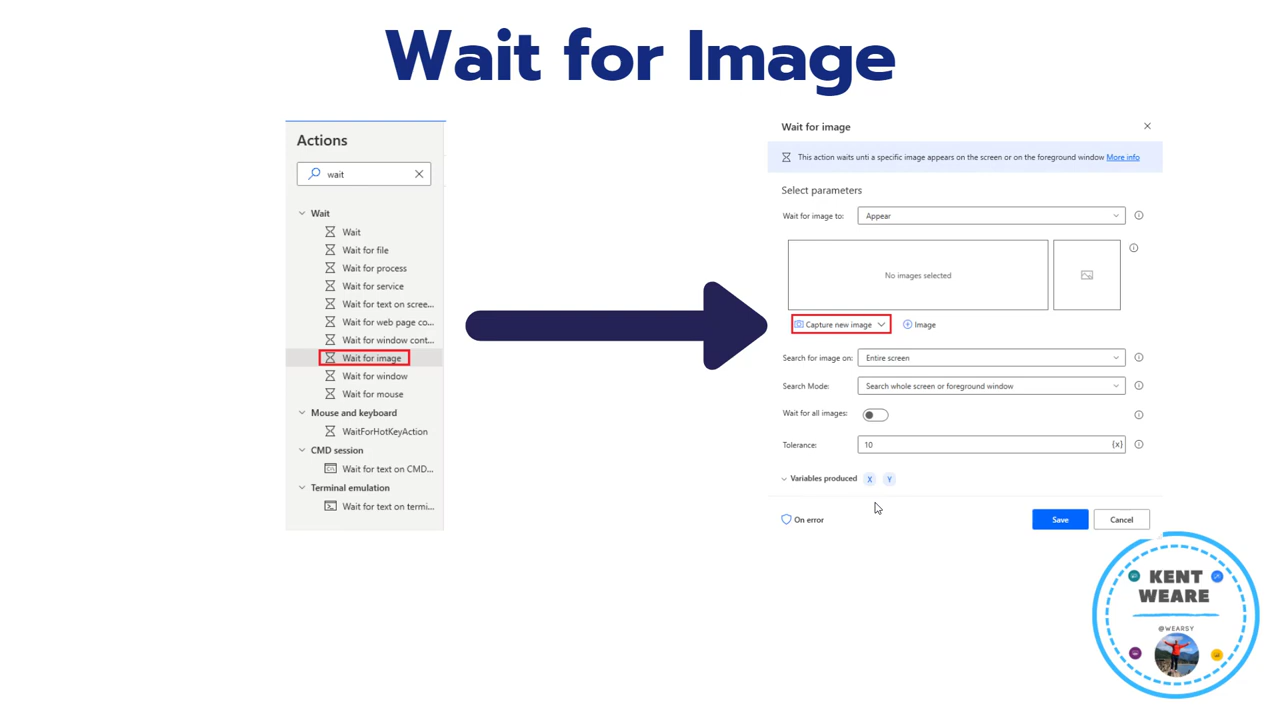 Wait for Image
Actions
wait
Wait
Wait
Wait for file
Wait for process
Wait for service
Wait for text on scree...
Wait for web page co...
Wait for window cont...
Wait for image
Wait for window
Wait for mouse
Mouse and keyboard
WaitForHotKeyAction
CMD session
Wait for text on CMD...
Terminal emulation
Wait for text on termi...
Wait for image
This action waits unti a specific image appears on the screen or on the foreground window More info
Select parameters
Wait for image to: Appear
No images selected
Capture new image Image
Search for image on: Entire screen
Search Mode: Search whole screen or foreground window
Wait for all images:
Tolerance: 10 {x}
Variables produced X Y
On error Save Cancel
KENT
WEARE
@WEARSY